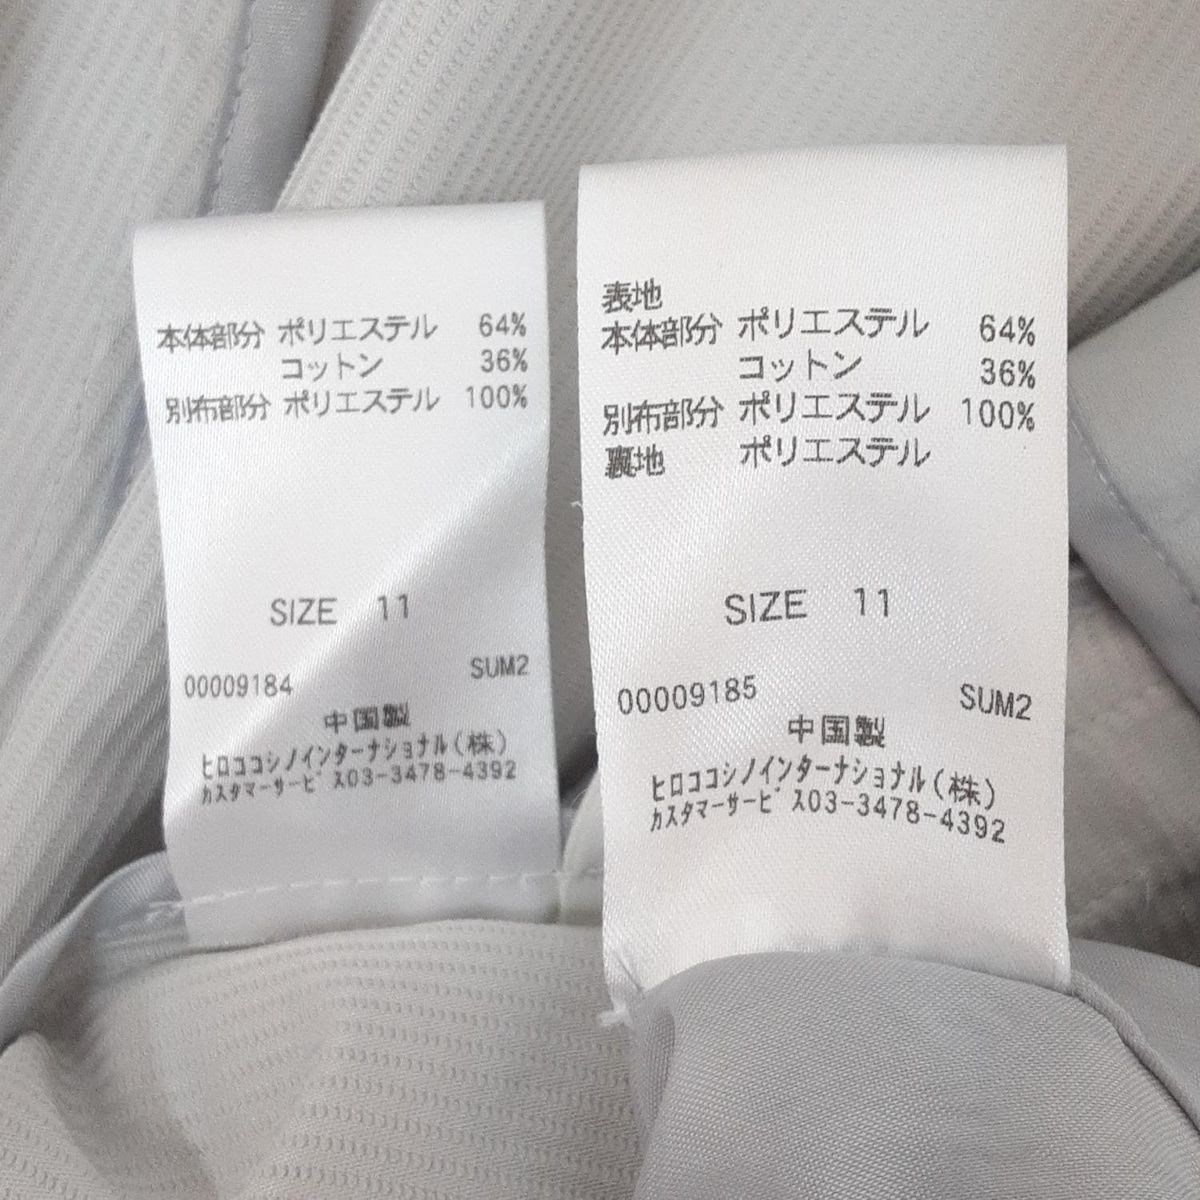 本体部分 ポリエステル 64%
コットン 36%
別布部分 ポリエステル 100%
SIZE 11
00009184 SUM2
中国製
ヒロココシノインターナショナル(株)
カスタマーサービス03-3478-4392
表地
本体部分 ポリエステル 64%
コットン 36%
別布部分 ポリエステル 100%
裏地 ポリエステル
SIZE 11
00009185 SUM2
中国製
ヒロココシノインターナショナル(株)
カスタマーサービス03-3478-4392